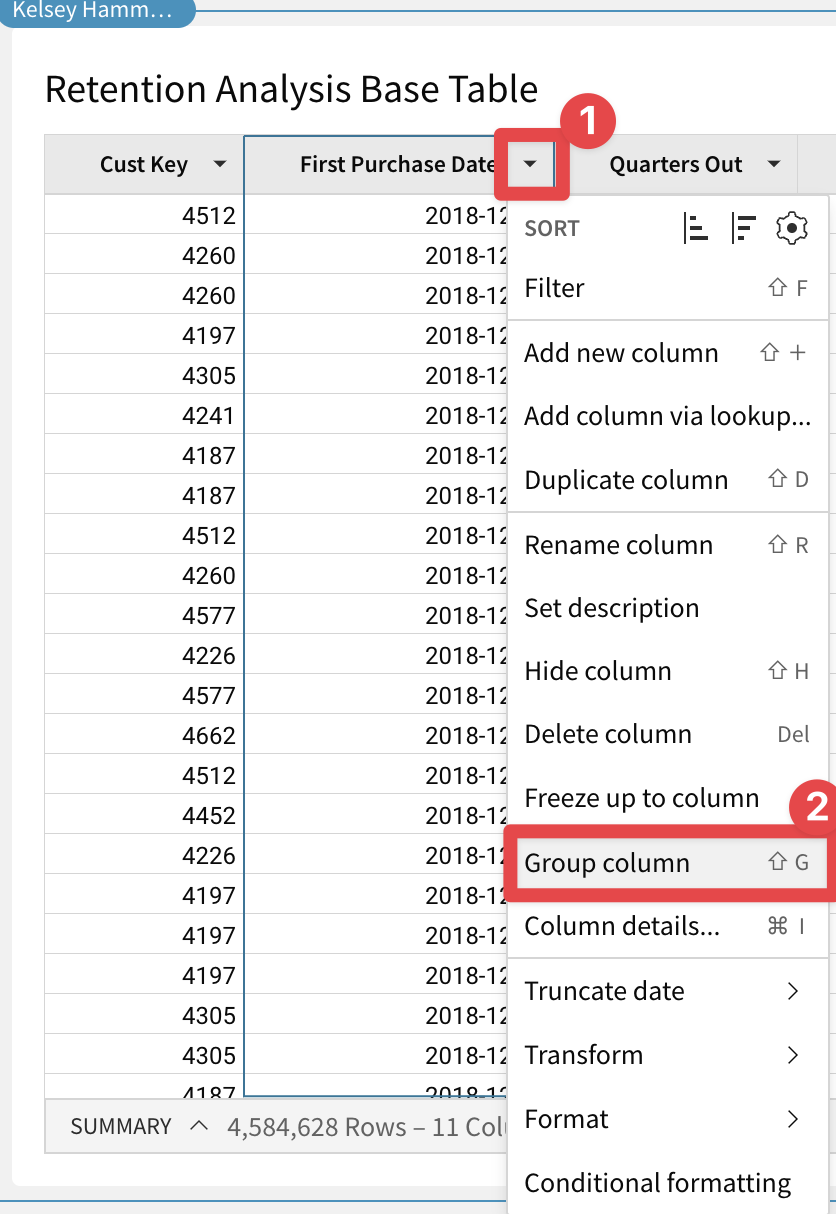 Kelsey Hamm...
Retention Analysis Base Table
1
Cust Key First Purchase Date Quarters Out
4512 2018-12
4260 2018-12
4260 2018-12
4197 2018-12
4305 2018-12
4241 2018-12
4187 2018-12
4187 2018-12
4512 2018-12
4260 2018-12
4577 2018-12
4226 2018-12
4577 2018-12
4662 2018-12
4512 2018-12
4452 2018-12
4226 2018-12
4197 2018-12
4197 2018-12
4197 2018-12
4305 2018-12
4305 2018-12
4187 2018-12
SUMMARY 4,584,628 Rows – 11 Colu
SORT
Filter ⇧ F
Add new column ⇧ +
Add column via lookup...
Duplicate column ⇧ D
Rename column ⇧ R
Set description
Hide column ⇧ H
Delete column Del
Freeze up to column
2
Group column ⇧ G
Column details... ⌘ I
Truncate date
Transform
Format
Conditional formatting